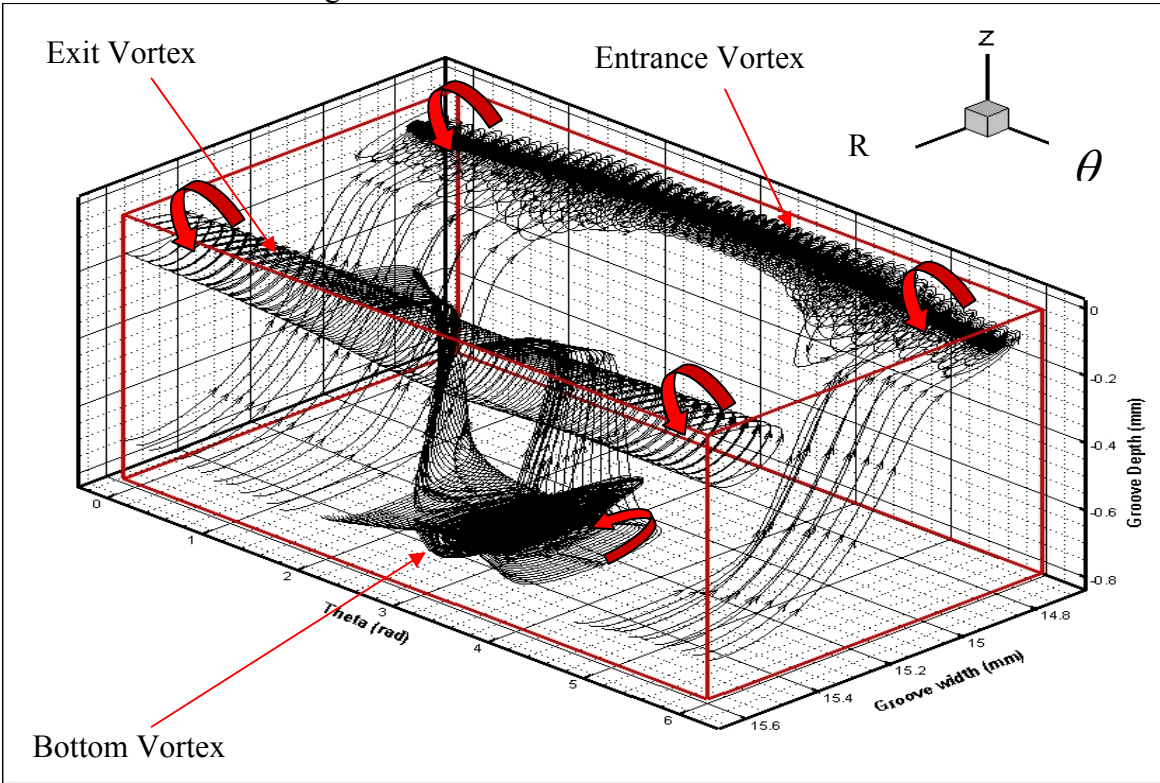 Exit Vortex
Entrance Vortex
Z
R
θ
0
-0.2
-0.4
-0.6
-0.8
Groove Depth (mm)
0
1
2
3
4
5
6
Theta (rad)
14.8
15
15.2
15.4
15.6
Groove width (mm)
Bottom Vortex